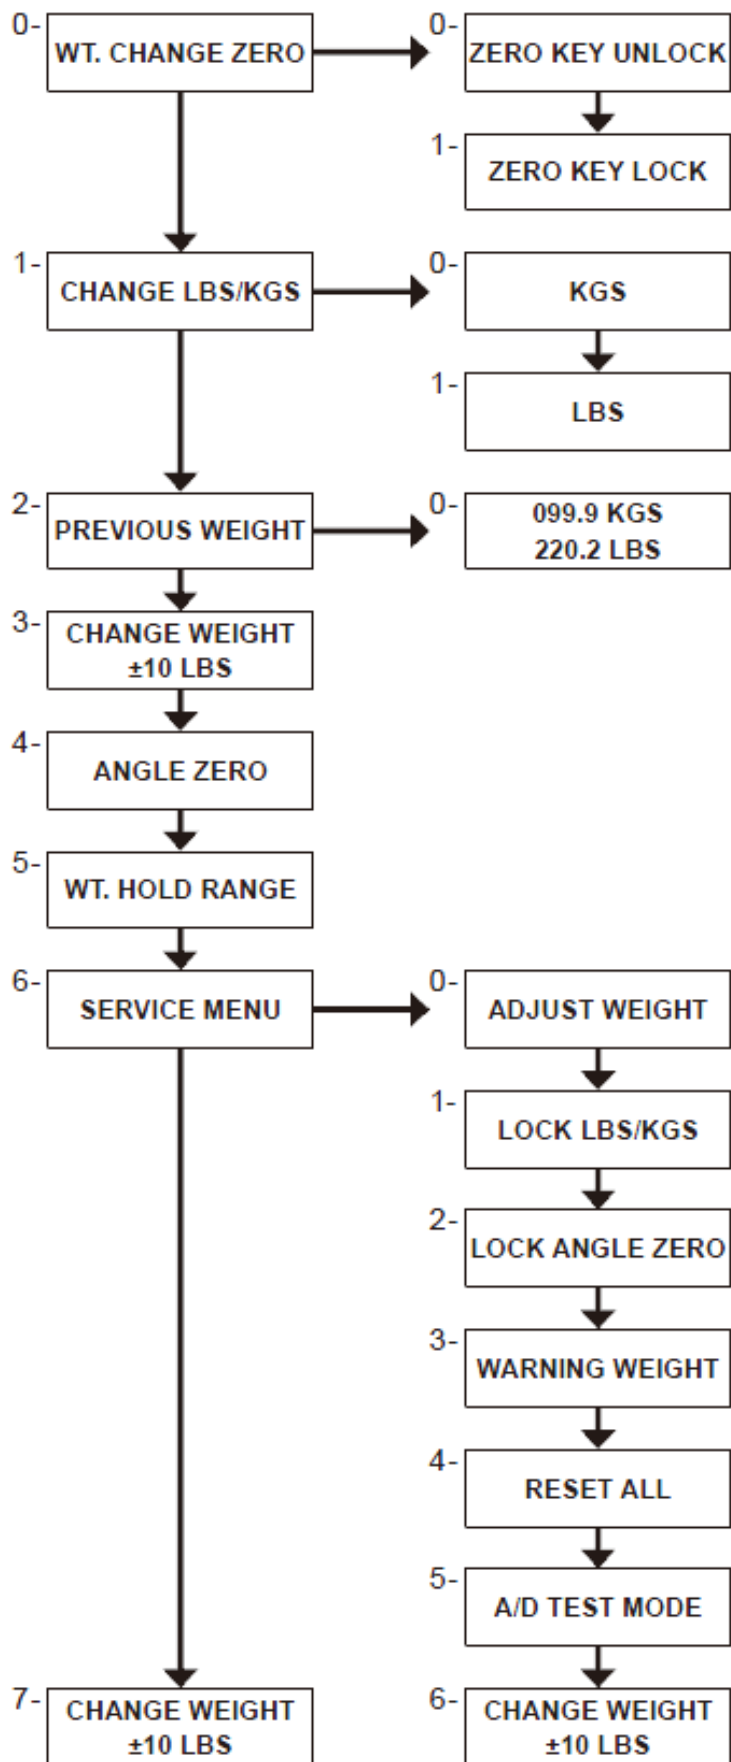 0-
WT. CHANGE ZERO
0-
ZERO KEY UNLOCK
1-
ZERO KEY LOCK
1-
CHANGE LBS/KGS
0-
KGS
1-
LBS
2-
PREVIOUS WEIGHT
0-
099.9 KGS
220.2 LBS
3-
CHANGE WEIGHT
±10 LBS
4-
ANGLE ZERO
5-
WT. HOLD RANGE
6-
SERVICE MENU
0-
ADJUST WEIGHT
1-
LOCK LBS/KGS
2-
LOCK ANGLE ZERO
3-
WARNING WEIGHT
4-
RESET ALL
5-
A/D TEST MODE
7-
CHANGE WEIGHT
±10 LBS
6-
CHANGE WEIGHT
±10 LBS